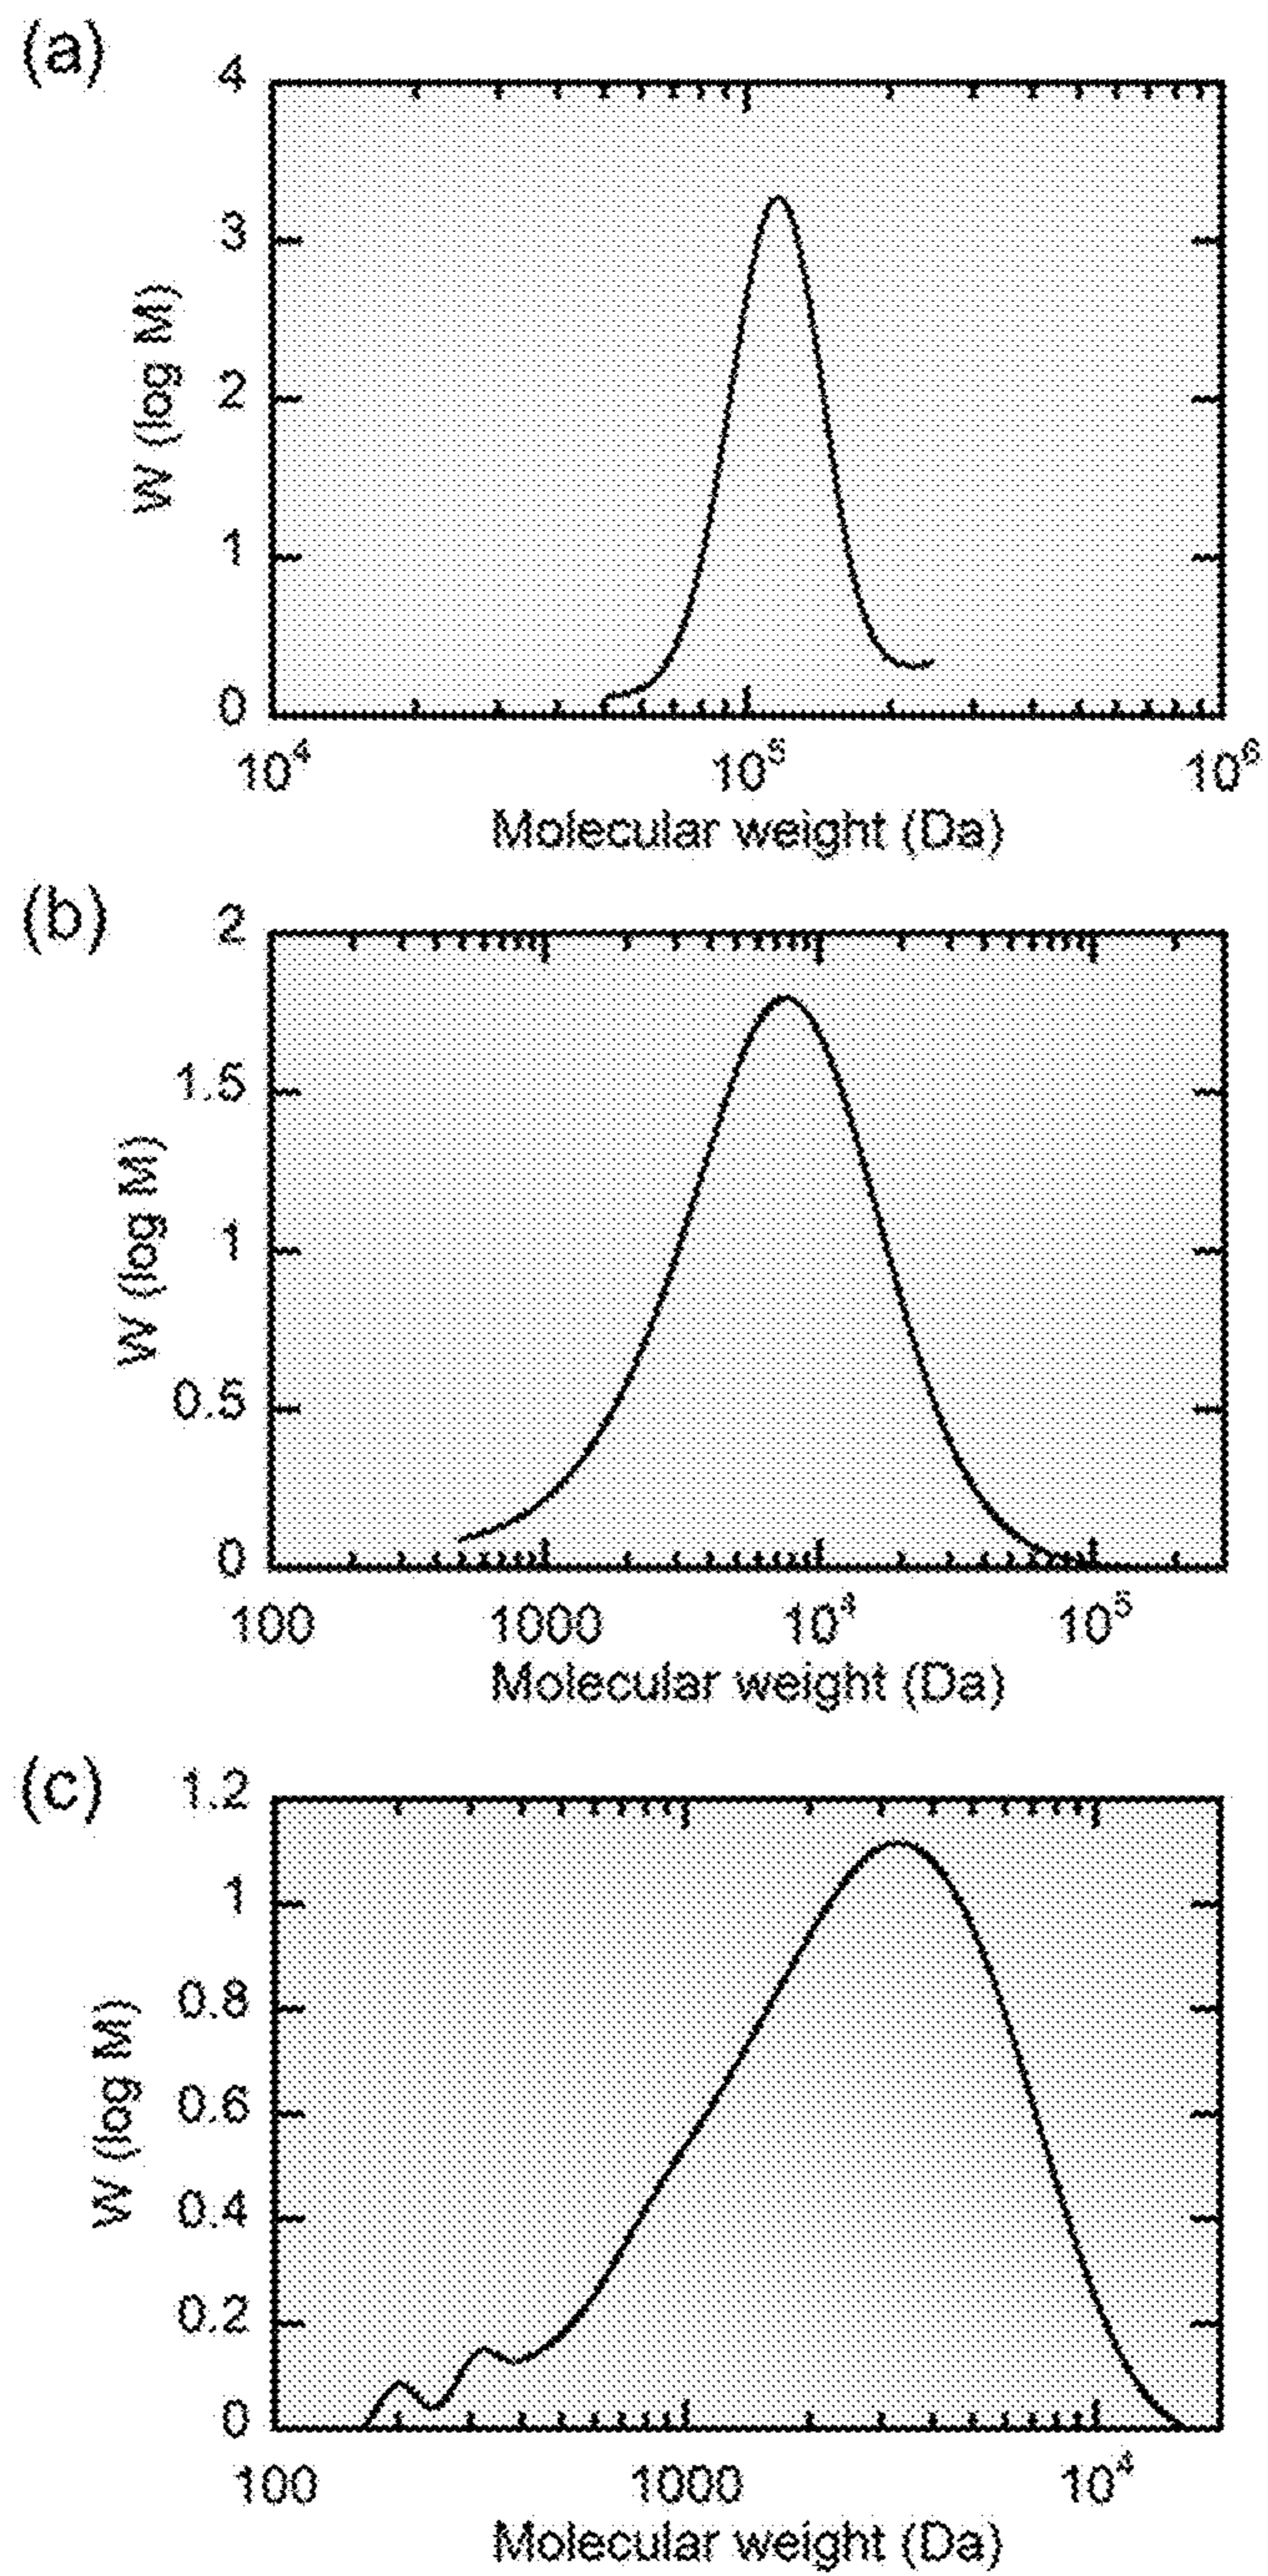 (a)
4
3
2
1
0
W (log M)
10⁴ 10⁵ 10⁶
Molecular weight (Da)
(b)
2
1.5
1
0.5
0
W (log M)
100 1000 10⁴ 10⁵
Molecular weight (Da)
(c)
1.2
1
0.8
0.6
0.4
0.2
0
W (log M)
100 1000 10⁴
Molecular weight (Da)